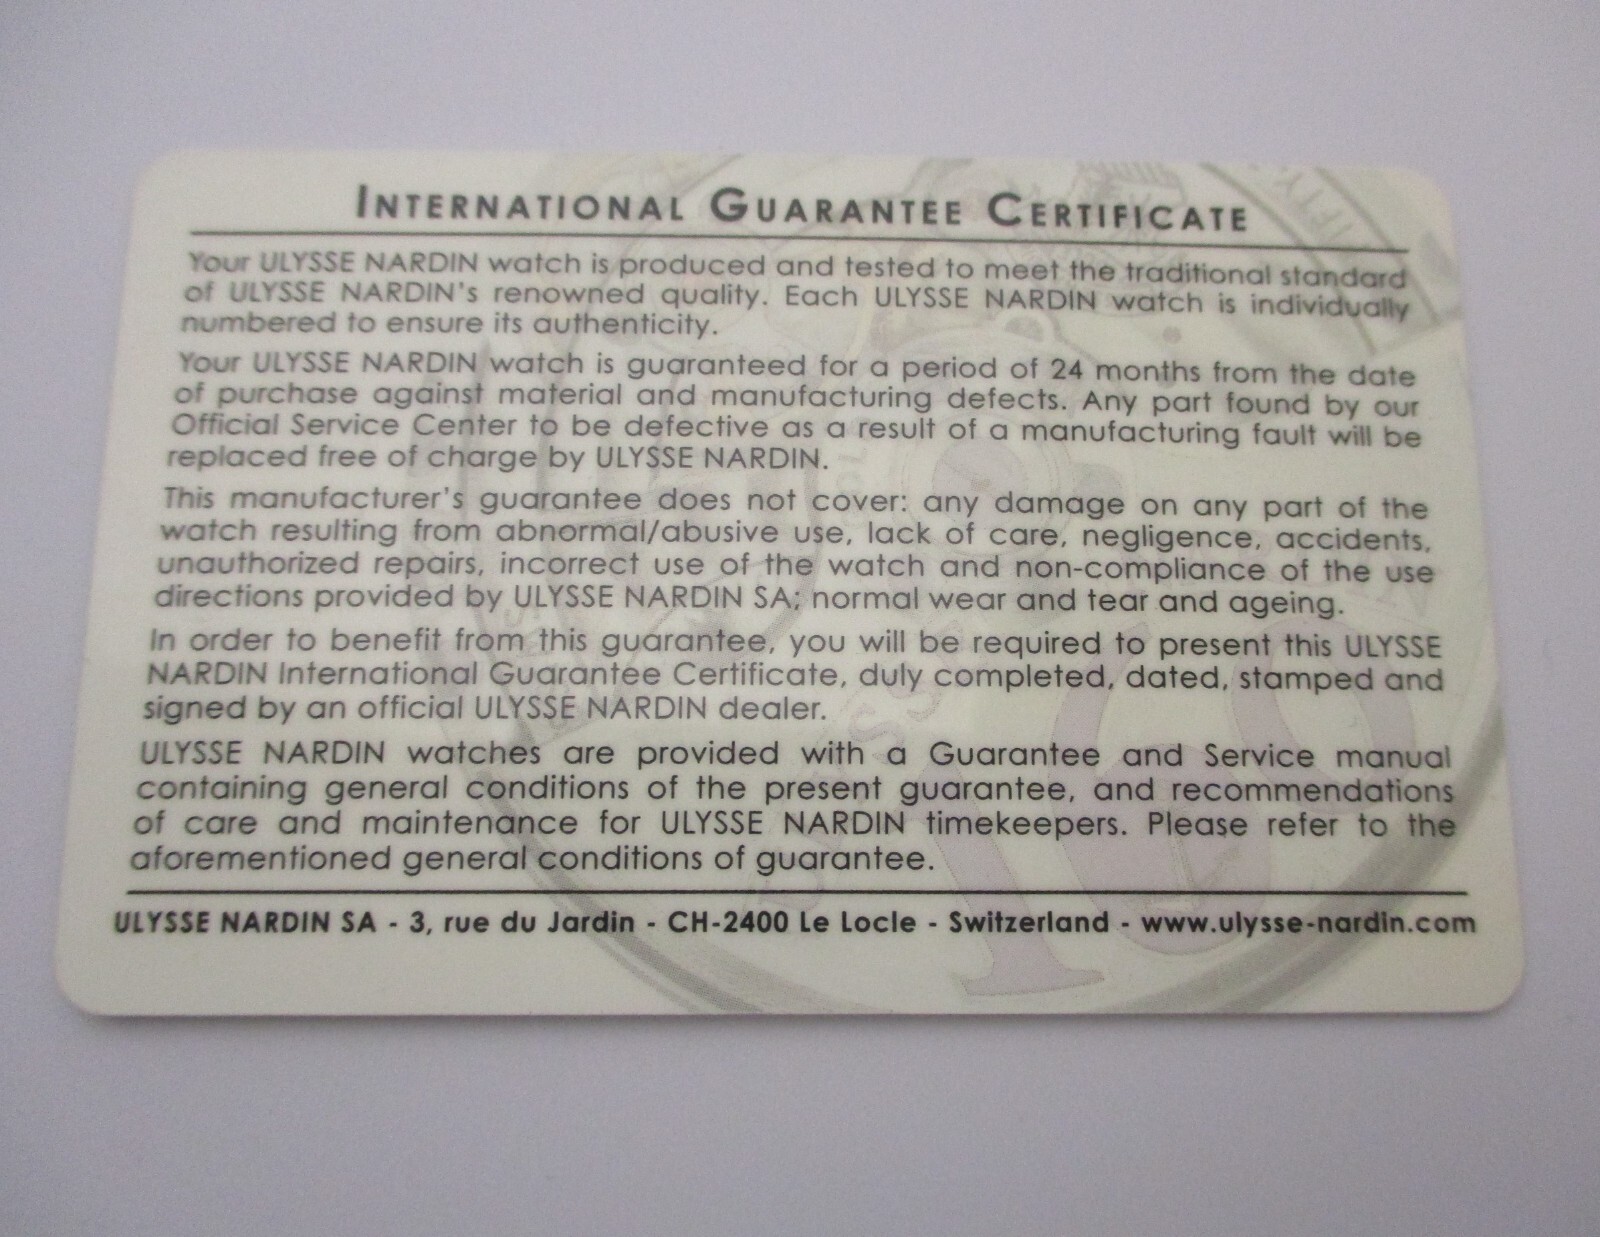 INTERNATIONAL GUARANTEE CERTIFICATE
Your ULYSSE NARDIN watch is produced and tested to meet the traditional standard
of ULYSSE NARDIN's renowned quality. Each ULYSSE NARDIN watch is individually
numbered to ensure its authenticity.
Your ULYSSE NARDIN watch is guaranteed for a period of 24 months from the date
of purchase against material and manufacturing defects. Any part found by our
Official Service Center to be defective as a result of a manufacturing fault will be
replaced free of charge by ULYSSE NARDIN.
This manufacturer's guarantee does not cover: any damage on any part of the
watch resulting from abnormal/abusive use, lack of care, negligence, accidents,
unauthorized repairs, incorrect use of the watch and non-compliance of the use
directions provided by ULYSSE NARDIN SA; normal wear and tear and ageing.
In order to benefit from this guarantee, you will be required to present this ULYSSE
NARDIN International Guarantee Certificate, duly completed, dated, stamped and
signed by an official ULYSSE NARDIN dealer.
ULYSSE NARDIN watches are provided with a Guarantee and Service manual
containing general conditions of the present guarantee, and recommendations
of care and maintenance for ULYSSE NARDIN timekeepers. Please refer to the
aforementioned general conditions of guarantee.
ULYSSE NARDIN SA - 3, rue du Jardin - CH-2400 Le Locle - Switzerland - www.ulysse-nardin.com
160